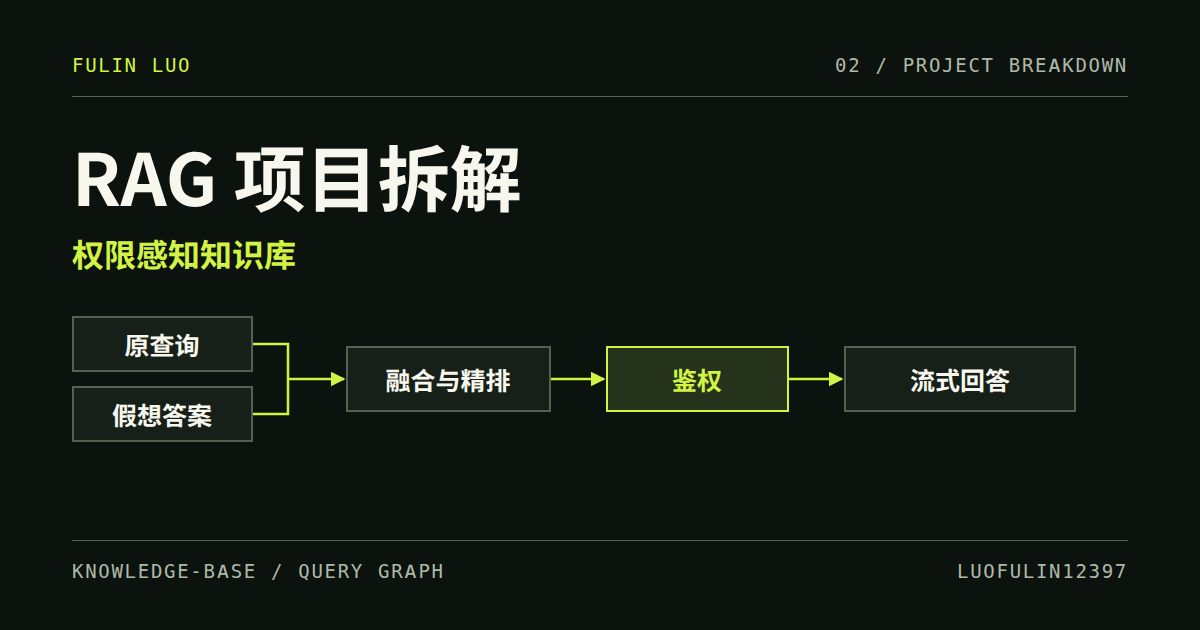 FULIN LUO
02 / PROJECT BREAKDOWN
RAG 项目拆解
权限感知知识库
原查询
假想答案
融合与精排
鉴权
流式回答
KNOWLEDGE-BASE / QUERY GRAPH
LUOFULIN12397